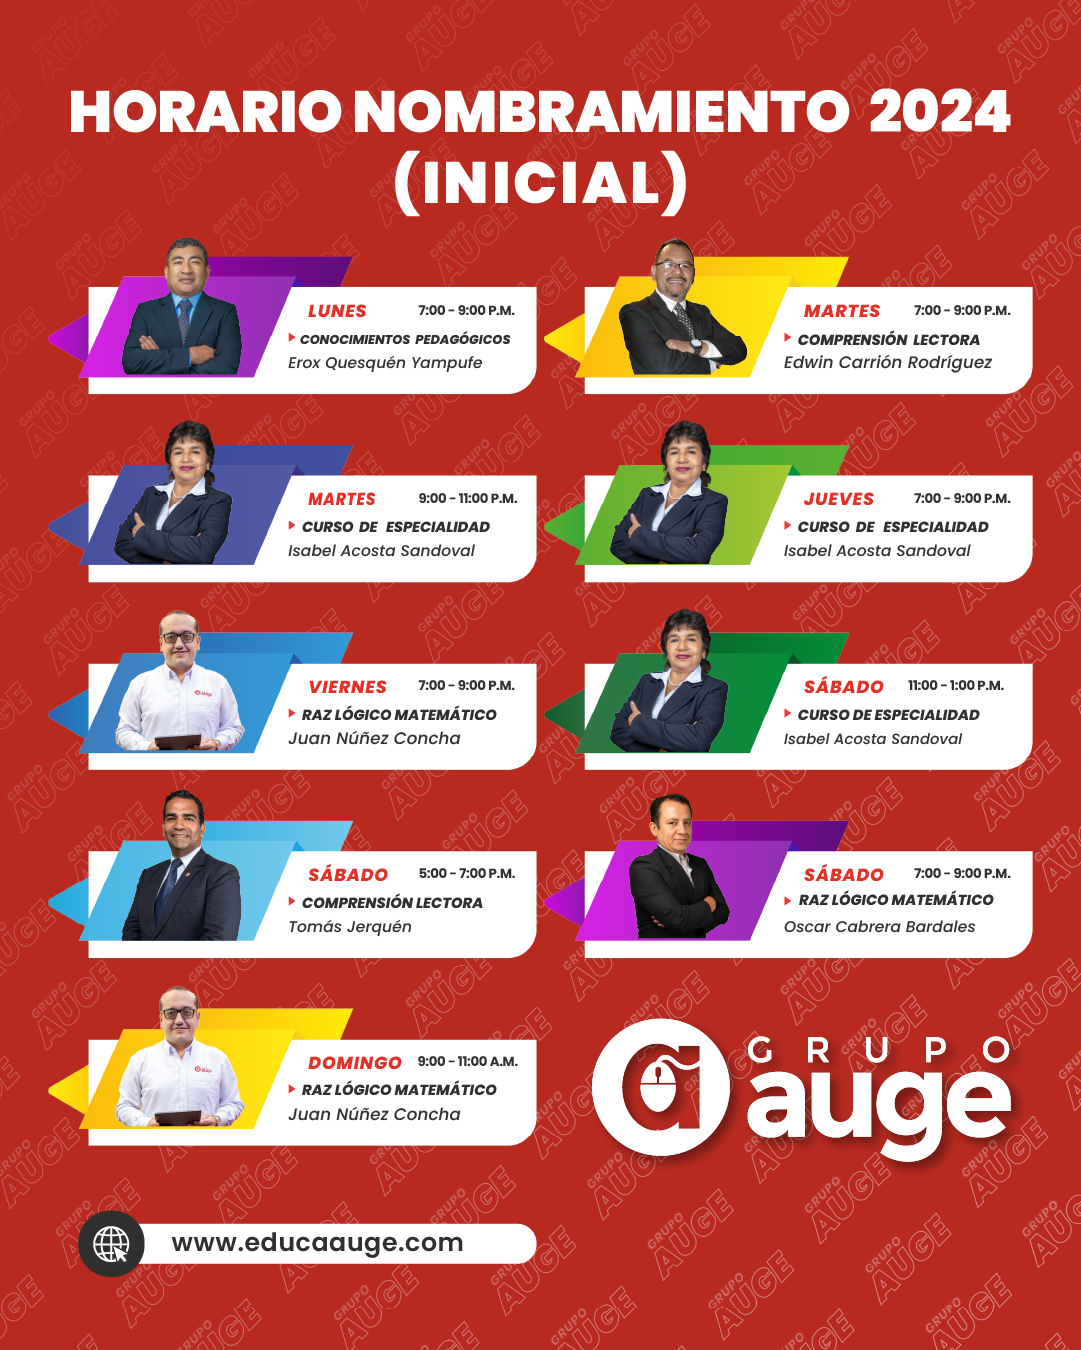 HORARIO NOMBRAMIENTO 2024
(INICIAL)
LUNES 7:00 - 9:00 P.M.
CONOCIMIENTOS PEDAGÓGICOS
Erox Quesquén Yampufe
MARTES 7:00 - 9:00 P.M.
COMPRENSIÓN LECTORA
Edwin Carrión Rodríguez
MARTES 9:00 - 11:00 P.M.
CURSO DE ESPECIALIDAD
Isabel Acosta Sandoval
JUEVES 7:00 - 9:00 P.M.
CURSO DE ESPECIALIDAD
Isabel Acosta Sandoval
VIERNES 7:00 - 9:00 P.M.
RAZ LÓGICO MATEMÁTICO
Juan Núñez Concha
SÁBADO 11:00 - 1:00 P.M.
CURSO DE ESPECIALIDAD
Isabel Acosta Sandoval
SÁBADO 5:00 - 7:00 P.M.
COMPRENSIÓN LECTORA
Tomás Jerquén
SÁBADO 7:00 - 9:00 P.M.
RAZ LÓGICO MATEMÁTICO
Oscar Cabrera Bardales
DOMINGO 9:00 - 11:00 A.M.
RAZ LÓGICO MATEMÁTICO
Juan Núñez Concha
GRUPO
auge
www.educaauge.com